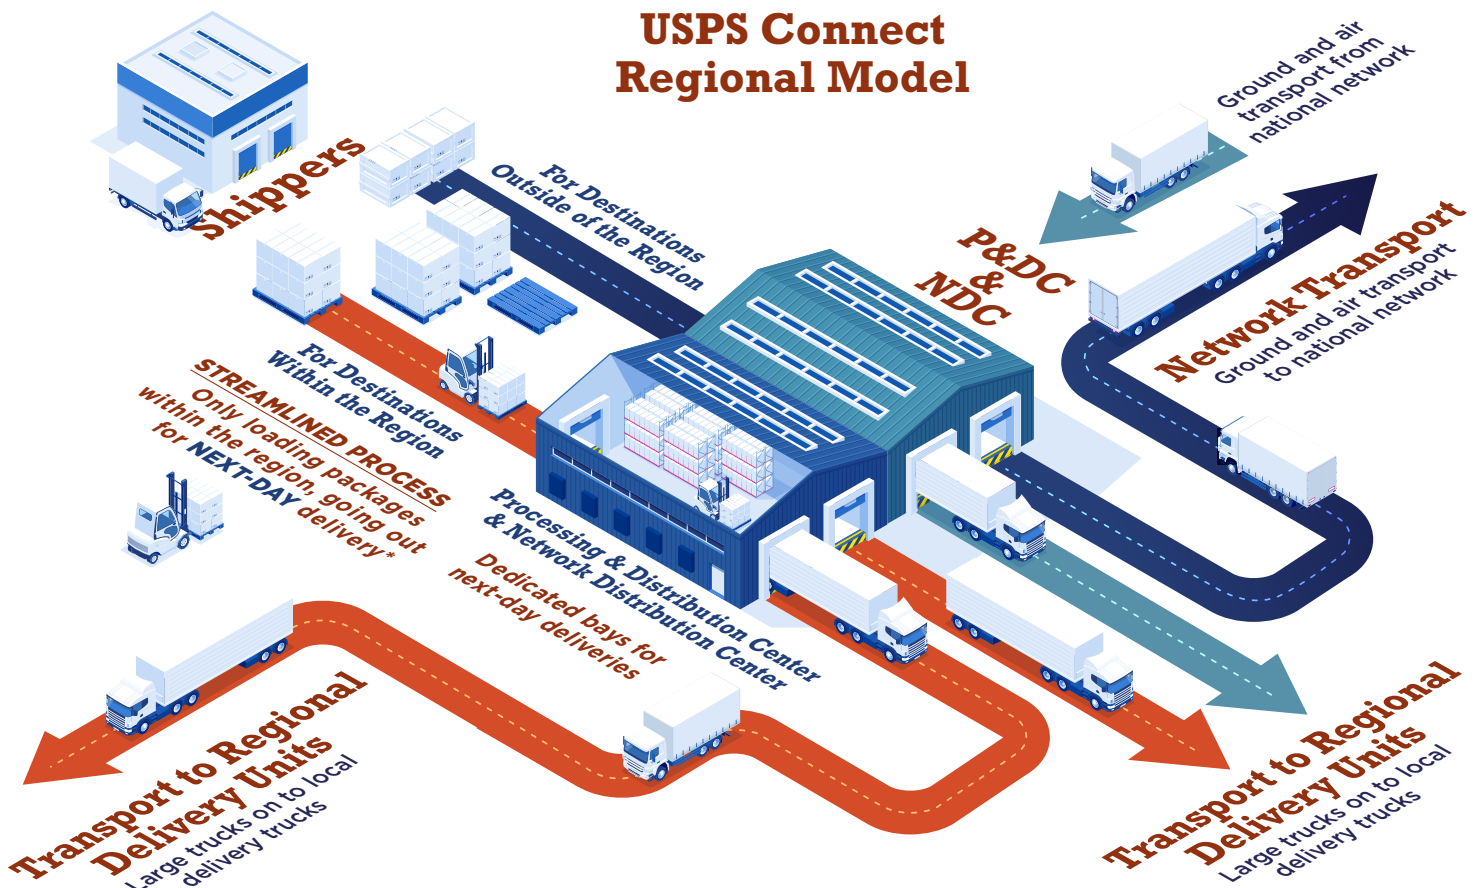 USPS Connect
Regional Model
Shippers
For Destinations
Outside of the Region
Ground and air
transport from
national network
P&DC
&
NDC
Network Transport
Ground and air transport
to national network
For Destinations
Within the Region
STREAMLINED PROCESS
Only loading packages
within the region, going out
for NEXT-DAY delivery*
Processing & Distribution Center
& Network Distribution Center
Dedicated bays for
next-day deliveries
Transport to Regional
Delivery Units
Large trucks on to local
delivery trucks
Transport to Regional
Delivery Units
Large trucks on to local
delivery trucks